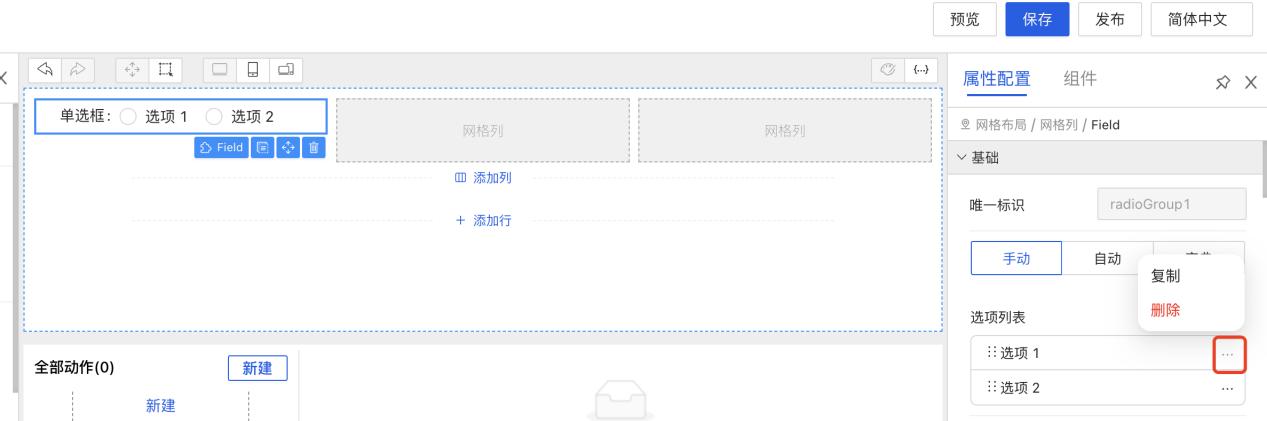 预览 保存 发布 简体中文
属性配置 组件
{...}
网格布局 / 网格列 / Field
单选框: 选项 1 选项 2
网格列
网格列
Field
添加列
添加行
基础
唯一标识 radioGroup1
手动 自动
复制
删除
选项列表
选项 1 ...
选项 2 ...
全部动作(0) 新建
新建